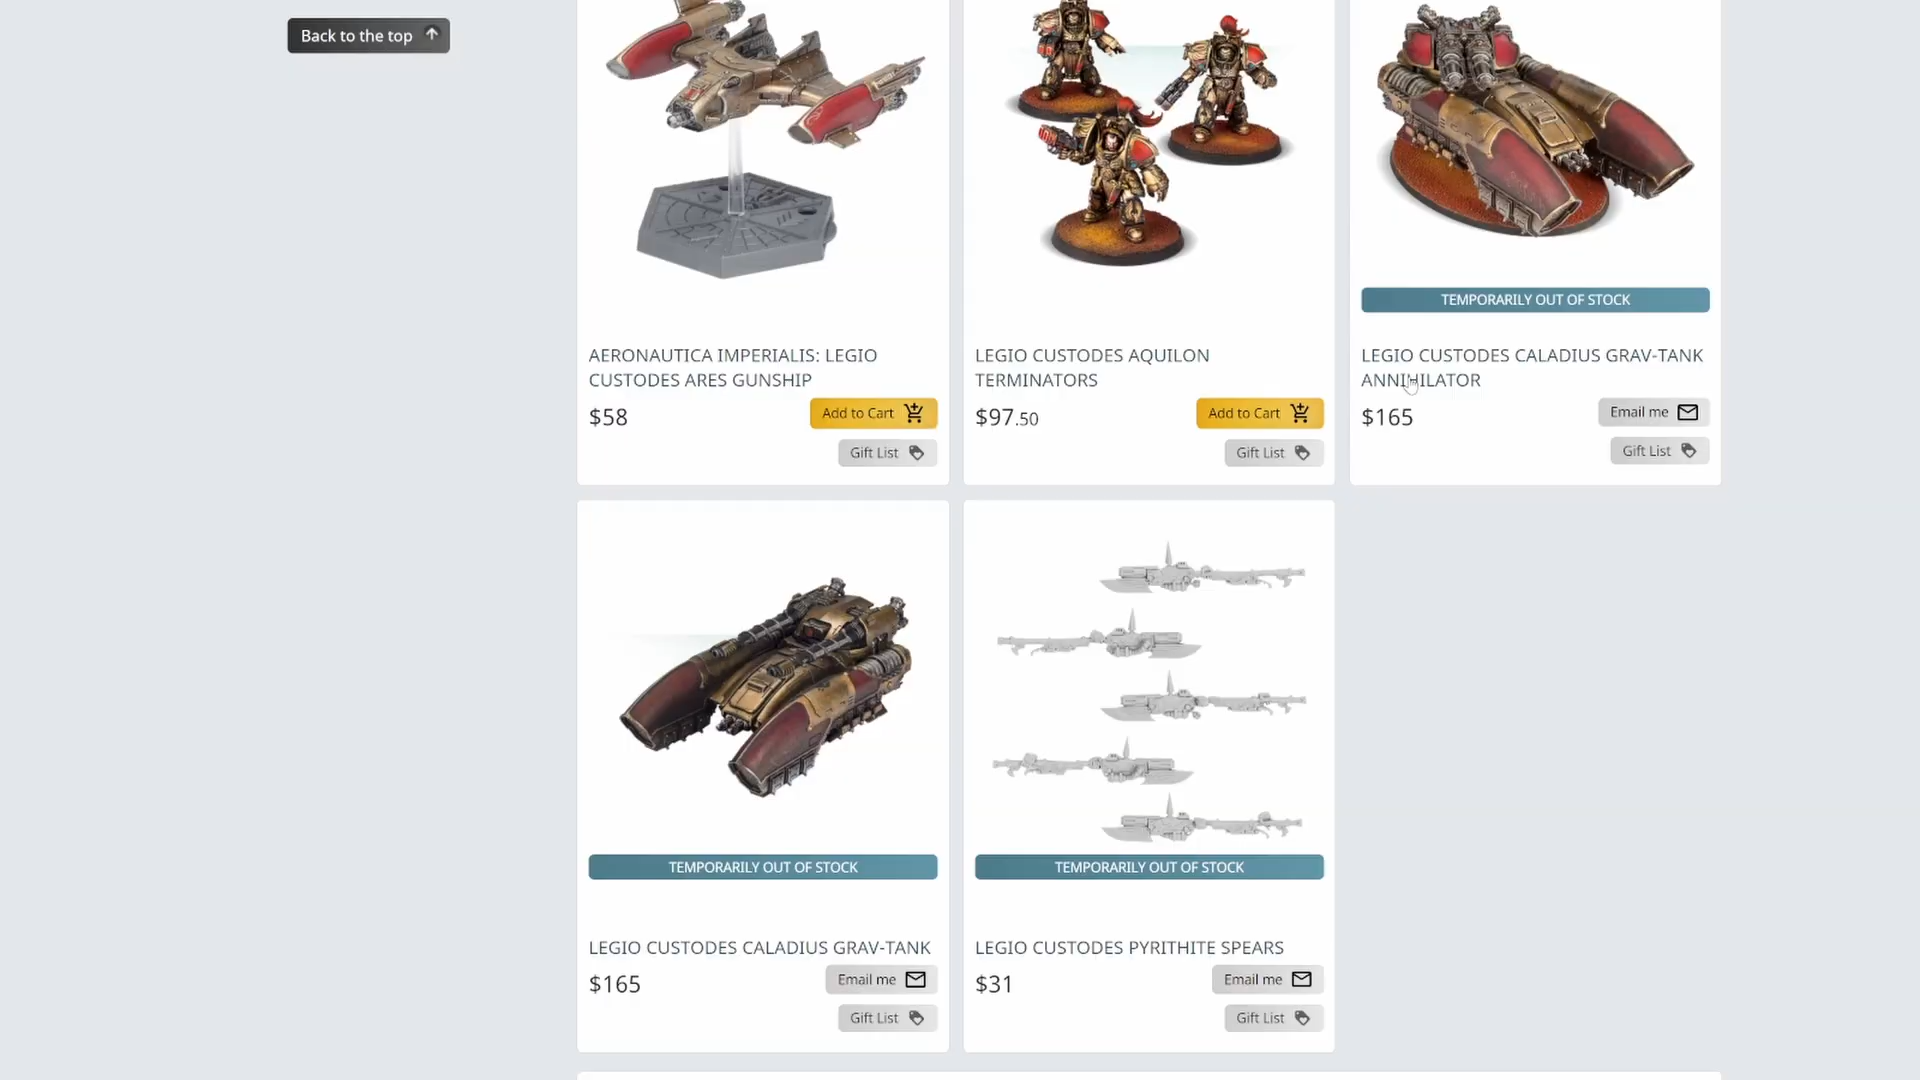 Back to the top
TEMPORARILY OUT OF STOCK
AERONAUTICA IMPERIALIS: LEGIO
CUSTODES ARES GUNSHIP
$58
Add to Cart
Gift List
LEGIO CUSTODES AQUILON
TERMINATORS
$97.50
Add to Cart
Gift List
LEGIO CUSTODES CALADIUS GRAV-TANK
ANNIHILATOR
$165
Email me
Gift List
TEMPORARILY OUT OF STOCK
LEGIO CUSTODES CALADIUS GRAV-TANK
$165
Email me
Gift List
TEMPORARILY OUT OF STOCK
LEGIO CUSTODES PYRITHITE SPEARS
$31
Email me
Gift List